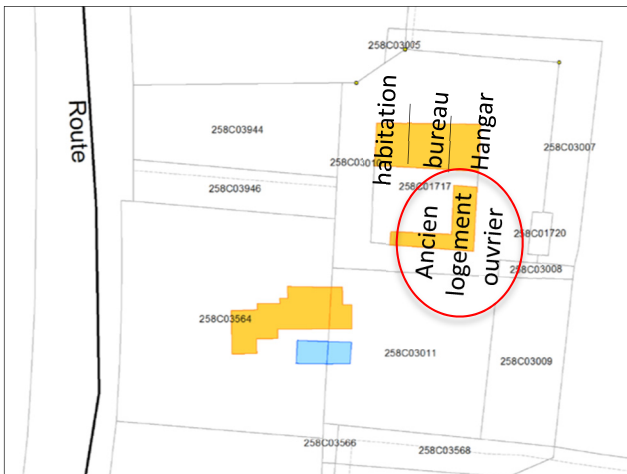 258C03005
Route
habitation
bureau
Hangar
258C03944
258C03007
258C03010
258C01717
258C03946
Ancien
logement
ouvrier
258C01720
258C03008
258C03564
258C03011
258C03009
258C03566
258C03568